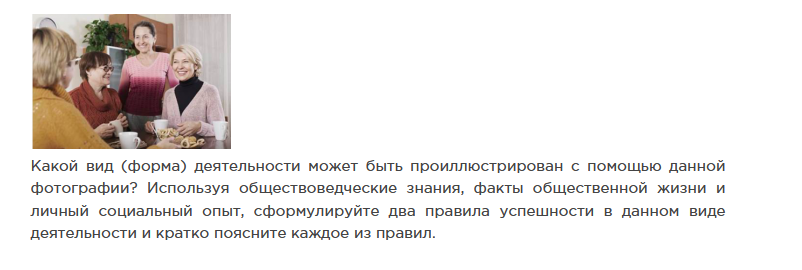 Какой вид (форма) деятельности может быть проиллюстрирован с помощью данной
фотографии? Используя обществоведческие знания, факты общественной жизни и
личный социальный опыт, сформулируйте два правила успешности в данном виде
деятельности и кратко поясните каждое из правил.